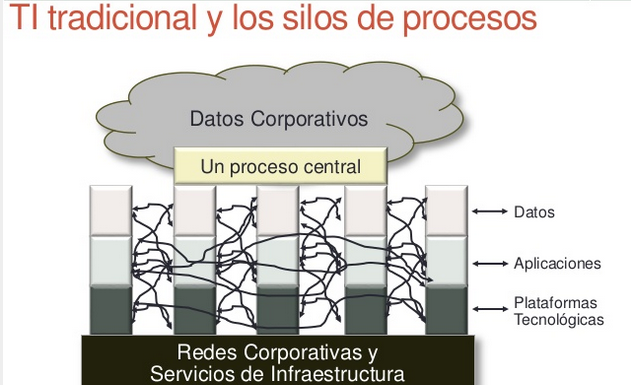 TI tradicional y los silos de procesos
Datos Corporativos
Un proceso central
Datos
Aplicaciones
Plataformas
Tecnológicas
Redes Corporativas y
Servicios de Infraestructura